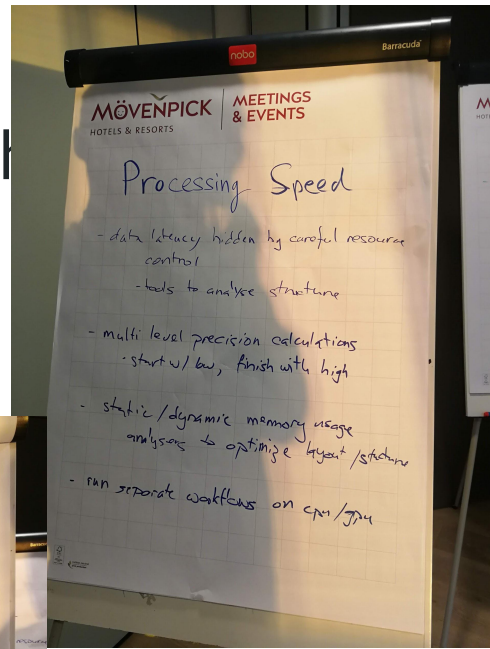 nobo
Barracuda
MÖVENPICK
HOTELS & RESORTS
MEETINGS
& EVENTS
Processing Speed
- data latency hidden by careful resource
control
- tools to analyse structure
- multi level precision calculations
- start w/ low, finish with high
- static/dynamic memory usage
analysers to optimize layout/structure
- run separate workflows on cpu/gpu